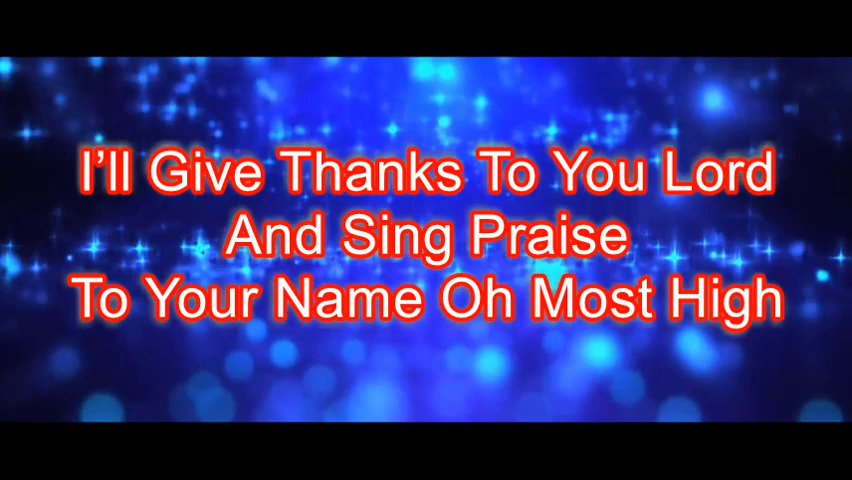 I’ll Give Thanks To You Lord
And Sing Praise
To Your Name Oh Most High